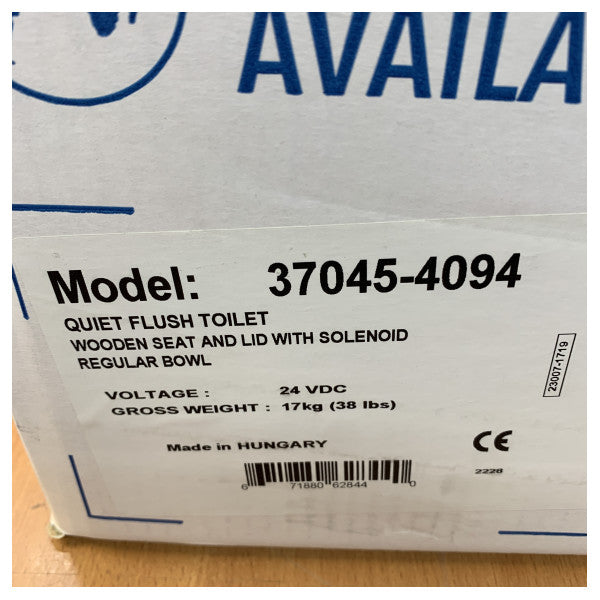 AVAILA
Model: 37045-4094
QUIET FLUSH TOILET
WOODEN SEAT AND LID WITH SOLENOID
REGULAR BOWL
23007-1719
VOLTAGE : 24 VDC
GROSS WEIGHT : 17kg (38 lbs)
Made in HUNGARY
CE
2228
6 71880 62844 0